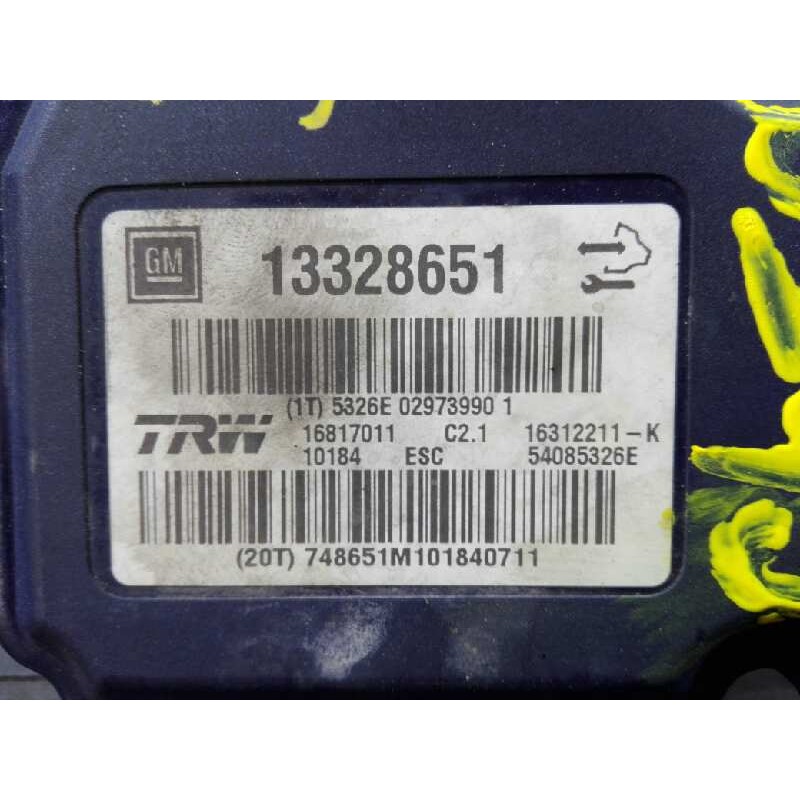 GM 13328651
(1T) 5326E 02973990 1
TRW 16817011 C2.1 16312211-K
10184 ESC 54085326E
(20T) 748651M101840711